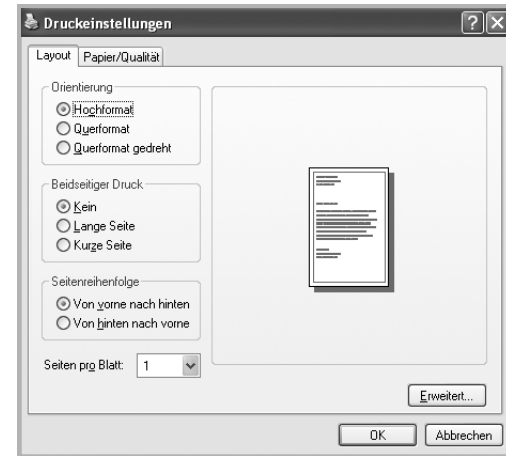 Druckeinstellungen
Layout Papier/Qualität
Orientierung
Hochformat
Querformat
Querformat gedreht
Beidseitiger Druck
Kein
Lange Seite
Kurze Seite
Seitenreihenfolge
Von vorne nach hinten
Von hinten nach vorne
Seiten pro Blatt: 1
Erweitert...
OK Abbrechen